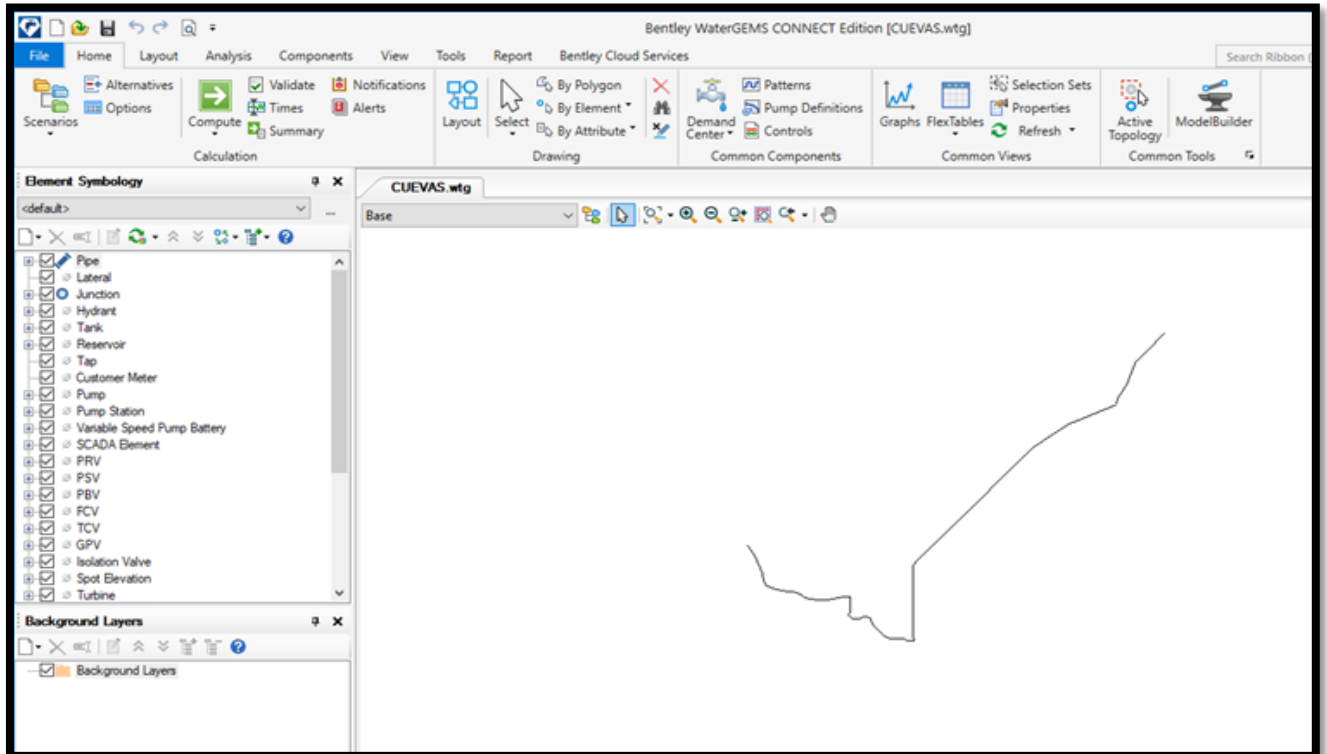 Bentley WaterGEMS CONNECT Edition [CUEVAS.wtg]
File Home Layout Analysis Components View Tools Report Bentley Cloud Services Search Ribbon (
Scenarios Alternatives Options
Compute Validate Times Summary Notifications Alerts
Calculation
Layout Select By Polygon By Element By Attribute
Drawing
Demand Center Patterns Pump Definitions Controls
Common Components
Graphs FlexTables Selection Sets Properties Refresh
Common Views
Active Topology ModelBuilder
Common Tools
Element Symbology
<default>
...
Pipe
Lateral
Junction
Hydrant
Tank
Reservoir
Tap
Customer Meter
Pump
Pump Station
Variable Speed Pump Battery
SCADA Element
PRV
PSV
PBV
FCV
TCV
GPV
Isolation Valve
Spot Elevation
Turbine
Background Layers
Background Layers
CUEVAS.wtg
Base